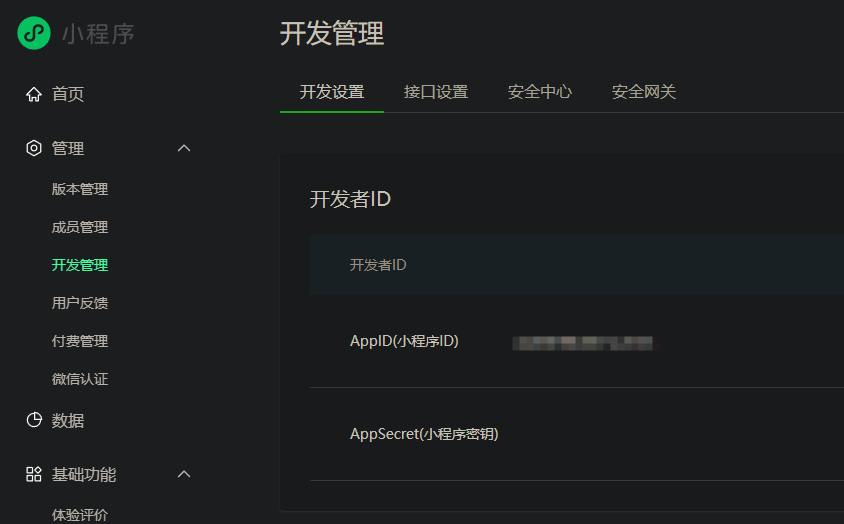 小程序
首页
管理
版本管理
成员管理
开发管理
用户反馈
付费管理
微信认证
数据
基础功能
体验评价
开发管理
开发设置 接口设置 安全中心 安全网关
开发者ID
开发者ID
AppID(小程序ID)
AppSecret(小程序密钥)